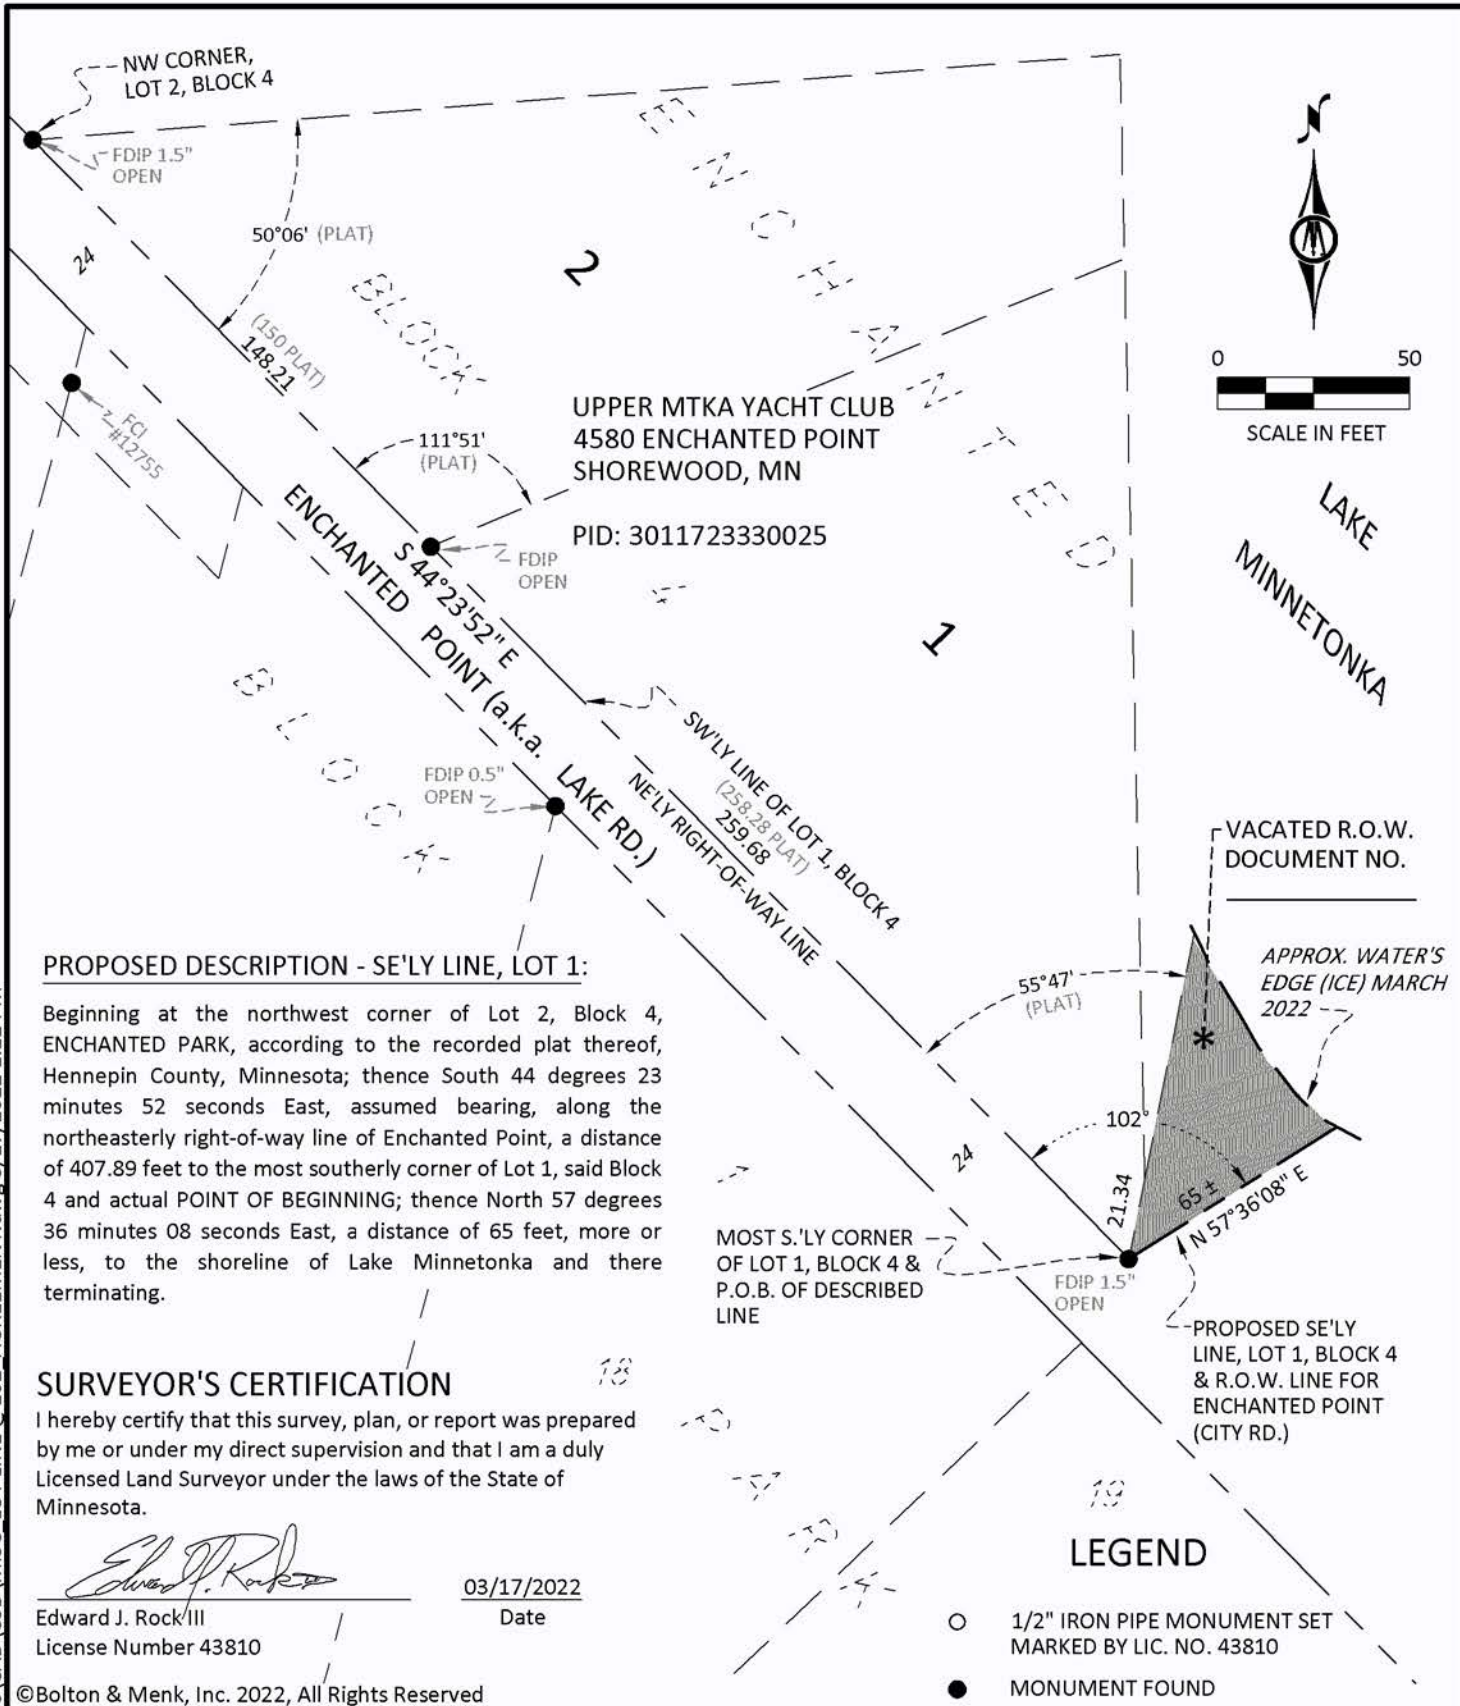 NW CORNER,
LOT 2, BLOCK 4
FDIP 1.5"
OPEN
24
50°06' (PLAT)
BLOCK
4
2
ENCHANTED
N
0 50
SCALE IN FEET
(150 PLAT)
148.21
FCI
#12755
111°51'
(PLAT)
UPPER MTKA YACHT CLUB
4580 ENCHANTED POINT
SHOREWOOD, MN
PID: 3011723330025
LAKE
MINNETONKA
FDIP
OPEN
S 44°23'52" E
ENCHANTED POINT (a.k.a. LAKE RD.)
1
BLOCK
FDIP 0.5"
OPEN
SW'LY LINE OF LOT 1, BLOCK 4
(258.28 PLAT)
259.68
NE'LY RIGHT-OF-WAY LINE
VACATED R.O.W.
DOCUMENT NO.
APPROX. WATER'S
EDGE (ICE) MARCH
2022
55°47'
(PLAT)
*
102°
24
21.34
65 ±
N 57°36'08" E
PROPOSED DESCRIPTION - SE'LY LINE, LOT 1:
Beginning at the northwest corner of Lot 2, Block 4,
ENCHANTED PARK, according to the recorded plat thereof,
Hennepin County, Minnesota; thence South 44 degrees 23
minutes 52 seconds East, assumed bearing, along the
northeasterly right-of-way line of Enchanted Point, a distance
of 407.89 feet to the most southerly corner of Lot 1, said Block
4 and actual POINT OF BEGINNING; thence North 57 degrees
36 minutes 08 seconds East, a distance of 65 feet, more or
less, to the shoreline of Lake Minnetonka and there
terminating.
MOST S.'LY CORNER
OF LOT 1, BLOCK 4 &
P.O.B. OF DESCRIBED
LINE
FDIP 1.5"
OPEN
PROPOSED SE'LY
LINE, LOT 1, BLOCK 4
& R.O.W. LINE FOR
ENCHANTED POINT
(CITY RD.)
18
PARK
19
SURVEYOR'S CERTIFICATION
I hereby certify that this survey, plan, or report was prepared
by me or under my direct supervision and that I am a duly
Licensed Land Surveyor under the laws of the State of
Minnesota.
Edward J. Rock III
03/17/2022
Edward J. Rock III
Date
License Number 43810
LEGEND
1/2" IRON PIPE MONUMENT SET
MARKED BY LIC. NO. 43810
MONUMENT FOUND
©Bolton & Menk, Inc. 2022, All Rights Reserved